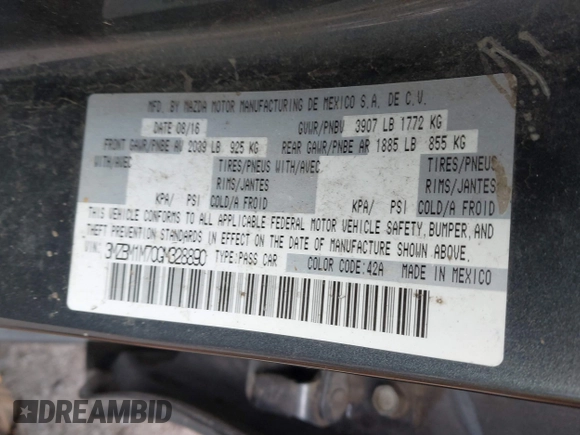 MFD. BY MAZDA MOTOR MANUFACTURING DE MEXICO S.A. DE C.V.
DATE 08/16 GVWR/PNBV 3907 LB 1772 KG
FRONT GAWR/PNBE AV 2039 LB 925 KG REAR GAWR/PNBE AR 1885 LB 855 KG
WITH/AVEC TIRES/PNEUS WITH/AVEC TIRES/PNEUS
RIMS/JANTES RIMS/JANTES
KPA/ PSI COLD/A FROID KPA/ PSI COLD/A FROID
THIS VEHICLE CONFORMS TO ALL APPLICABLE FEDERAL MOTOR VEHICLE SAFETY, BUMPER, AND
THEFT PREVENTION STANDARDS IN EFFECT ON THE DATE OF MANUFACTURE SHOWN ABOVE.
VIN: TYPE:PASS CAR COLOR CODE:42A MADE IN MEXICO
DREAMBID